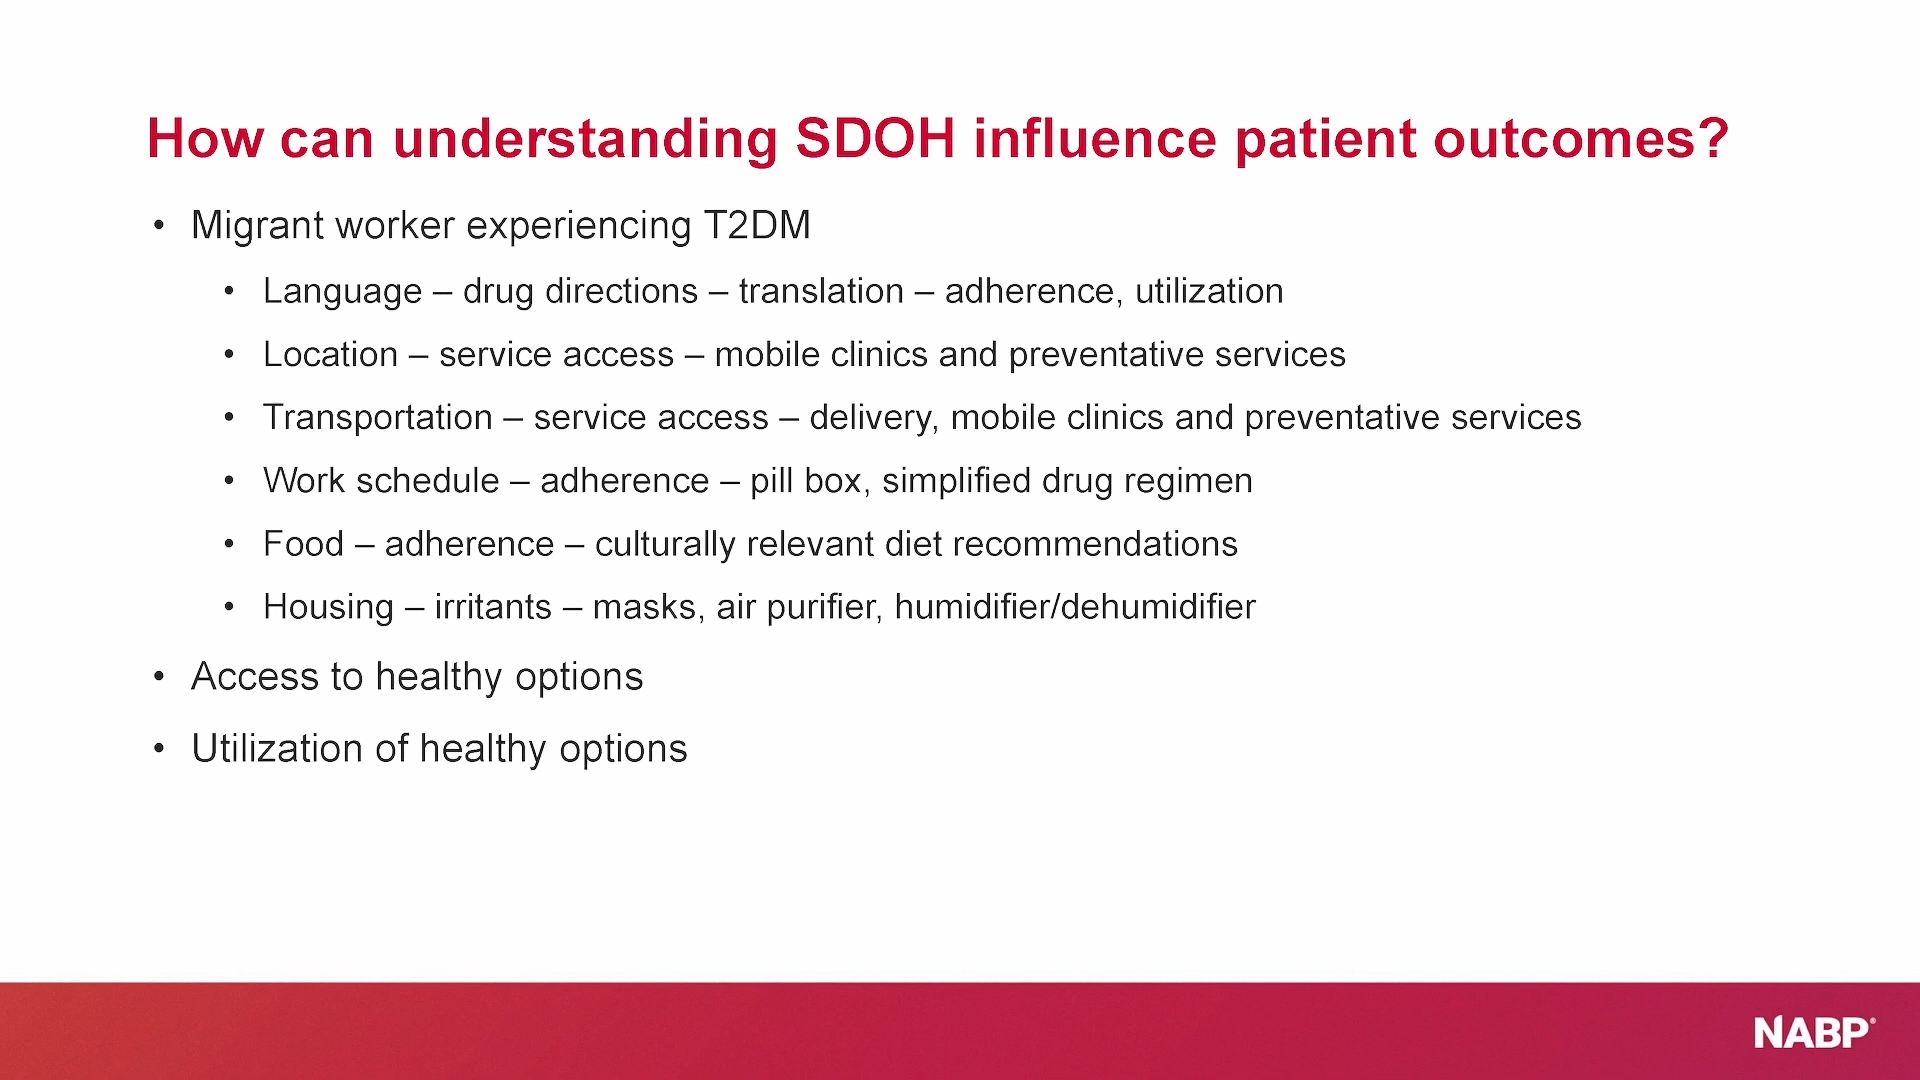 How can understanding SDOH influence patient outcomes?
• Migrant worker experiencing T2DM
• Language – drug directions – translation – adherence, utilization
• Location – service access – mobile clinics and preventative services
• Transportation – service access – delivery, mobile clinics and preventative services
• Work schedule – adherence – pill box, simplified drug regimen
• Food – adherence – culturally relevant diet recommendations
• Housing – irritants – masks, air purifier, humidifier/dehumidifier
• Access to healthy options
• Utilization of healthy options
NABP®